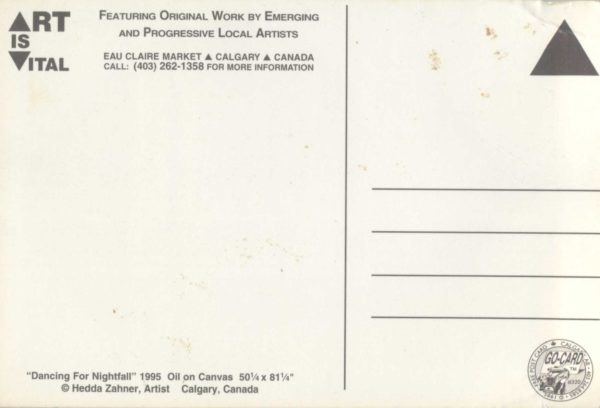 ART
IS
VITAL
FEATURING ORIGINAL WORK BY EMERGING
AND PROGRESSIVE LOCAL ARTISTS
EAU CLAIRE MARKET ▲ CALGARY ▲ CANADA
CALL: (403) 262-1358 FOR MORE INFORMATION
"Dancing For Nightfall" 1995 Oil on Canvas 50¼ x 81¼"
© Hedda Zahner, Artist Calgary, Canada
GO-CARD
TM